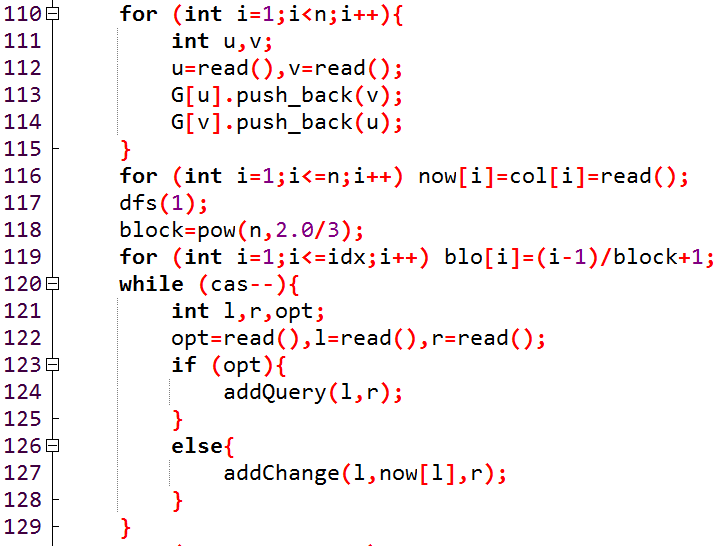 110 for (int i=1;i<n;i++){
111 int u,v;
112 u=read(),v=read();
113 G[u].push_back(v);
114 G[v].push_back(u);
115 }
116 for (int i=1;i<=n;i++) now[i]=col[i]=read();
117 dfs(1);
118 block=pow(n,2.0/3);
119 for (int i=1;i<=idx;i++) blo[i]=(i-1)/block+1;
120 while (cas--){
121 int l,r,opt;
122 opt=read(),l=read(),r=read();
123 if (opt){
124 addQuery(l,r);
125 }
126 else{
127 addChange(l,now[l],r);
128 }
129 }